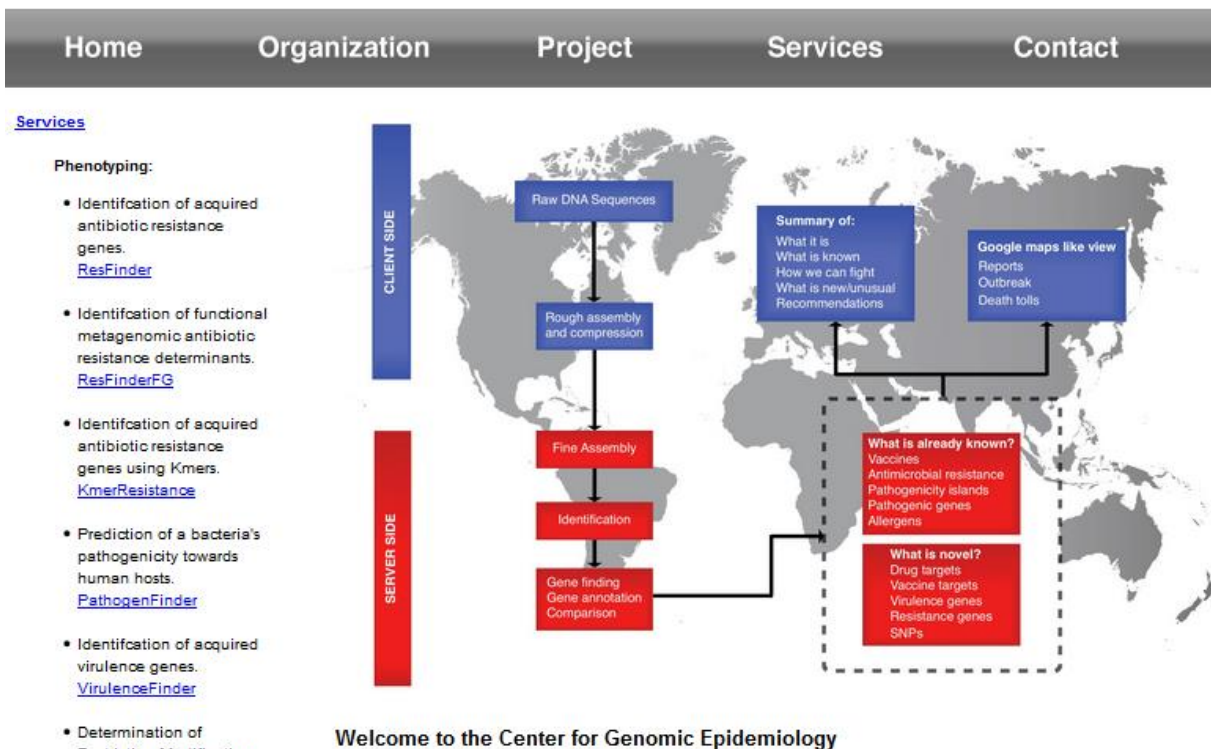 Home Organization Project Services Contact
Services
Phenotyping:
• Identifcation of acquired
antibiotic resistance
genes.
ResFinder
• Identifcation of functional
metagenomic antibiotic
resistance determinants.
ResFinderFG
• Identifcation of acquired
antibiotic resistance
genes using Kmers.
KmerResistance
• Prediction of a bacteria's
pathogenicity towards
human hosts.
PathogenFinder
• Identifcation of acquired
virulence genes.
VirulenceFinder
• Determination of
CLIENT SIDE
Raw DNA Sequences
Rough assembly
and compression
Summary of:
What it is
What is known
How we can fight
What is new/unusual
Recommendations
Google maps like view
Reports
Outbreak
Death tolls
SERVER SIDE
Fine Assembly
Identification
Gene finding
Gene annotation
Comparison
What is already known?
Vaccines
Antimicrobial resistance
Pathogenicity islands
Pathogenic genes
Allergens
What is novel?
Drug targets
Vaccine targets
Virulence genes
Resistance genes
SNPs
Welcome to the Center for Genomic Epidemiology